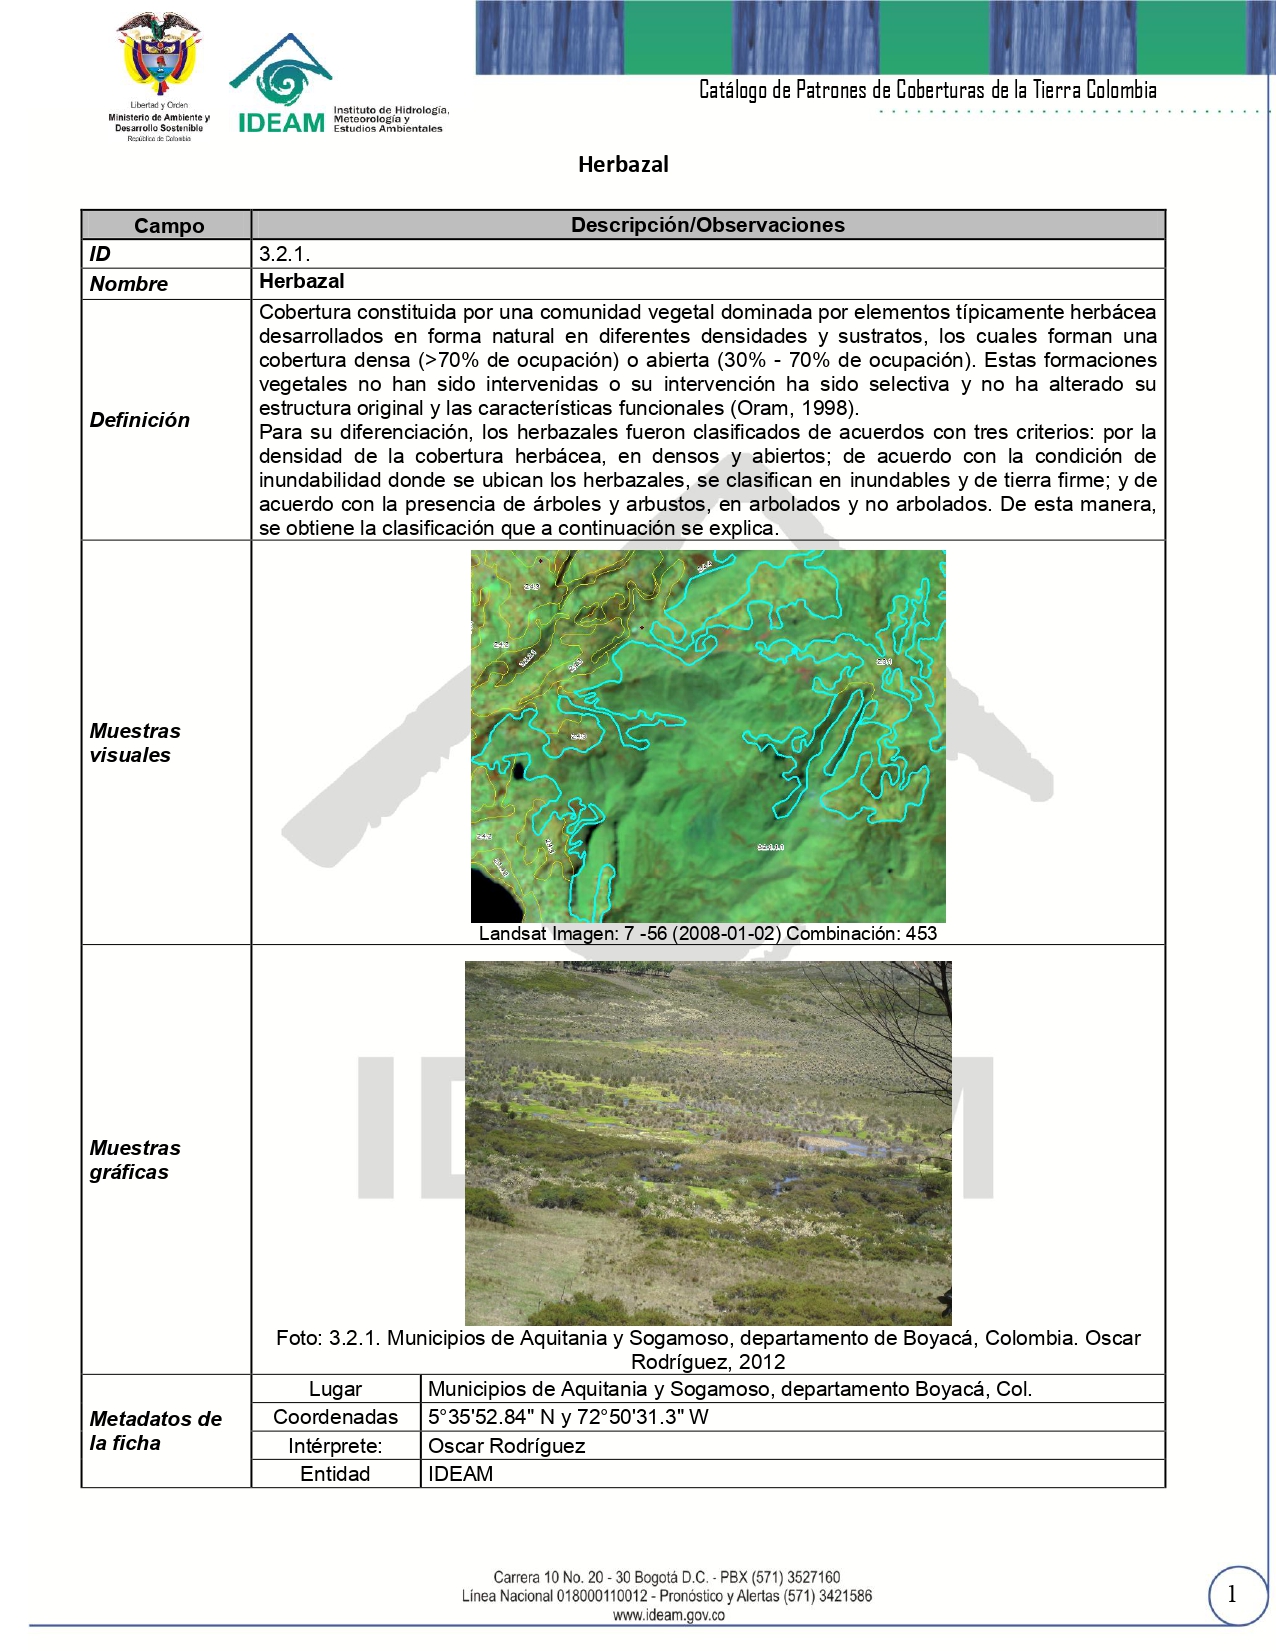 Libertad y Orden
Ministerio de Ambiente y
Desarrollo Sostenible
República de Colombia
IDEAM
Instituto de Hidrología,
Meteorología y
Estudios Ambientales
Catálogo de Patrones de Coberturas de la Tierra Colombia
Herbazal
Campo
Descripción/Observaciones
ID
3.2.1.
Nombre
Herbazal
Definición
Cobertura constituida por una comunidad vegetal dominada por elementos típicamente herbácea
desarrollados en forma natural en diferentes densidades y sustratos, los cuales forman una
cobertura densa (>70% de ocupación) o abierta (30% - 70% de ocupación). Estas formaciones
vegetales no han sido intervenidas o su intervención ha sido selectiva y no ha alterado su
estructura original y las características funcionales (Oram, 1998).
Para su diferenciación, los herbazales fueron clasificados de acuerdos con tres criterios: por la
densidad de la cobertura herbácea, en densos y abiertos; de acuerdo con la condición de
inundabilidad donde se ubican los herbazales, se clasifican en inundables y de tierra firme; y de
acuerdo con la presencia de árboles y arbustos, en arbolados y no arbolados. De esta manera,
se obtiene la clasificación que a continuación se explica.
Muestras
visuales
Landsat Imagen: 7 -56 (2008-01-02) Combinación: 453
Muestras
gráficas
Foto: 3.2.1. Municipios de Aquitania y Sogamoso, departamento de Boyacá, Colombia. Oscar
Rodríguez, 2012
Metadatos de
la ficha
Lugar
Municipios de Aquitania y Sogamoso, departamento Boyacá, Col.
Coordenadas
5°35'52.84" N y 72°50'31.3" W
Intérprete:
Oscar Rodríguez
Entidad
IDEAM
Carrera 10 No. 20 - 30 Bogotá D.C. - PBX (571) 3527160
Línea Nacional 018000110012 - Pronóstico y Alertas (571) 3421586
www.ideam.gov.co
1